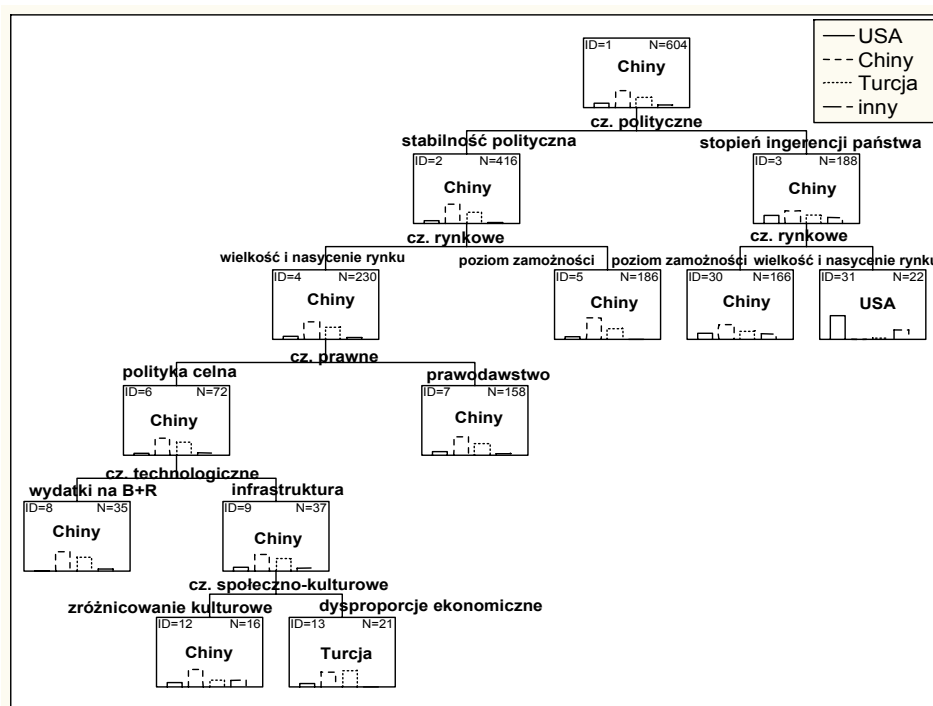 ID=1 N=604
Chiny
USA
Chiny
Turcja
inny
cz. polityczne
stabilność polityczna
stopień ingerencji państwa
ID=2 N=416
Chiny
ID=3 N=188
Chiny
cz. rynkowe
cz. rynkowe
wielkość i nasycenie rynku
poziom zamożności
poziom zamożności
wielkość i nasycenie rynku
ID=4 N=230
Chiny
ID=5 N=186
Chiny
ID=30 N=166
Chiny
ID=31 N=22
USA
cz. prawne
polityka celna
prawodawstwo
ID=6 N=72
Chiny
ID=7 N=158
Chiny
cz. technologiczne
wydatki na B+R
infrastruktura
ID=8 N=35
Chiny
ID=9 N=37
Chiny
cz. społeczno-kulturowe
zróżnicowanie kulturowe
dysproporcje ekonomiczne
ID=12 N=16
Chiny
ID=13 N=21
Turcja